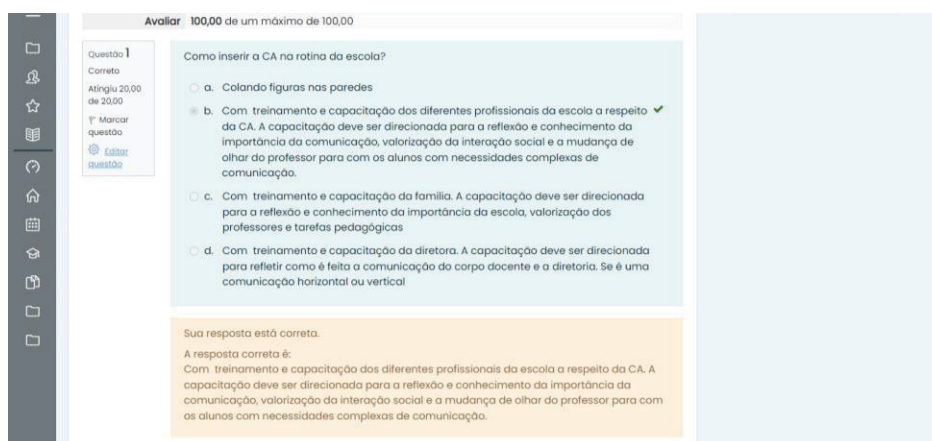 Avaliar 100,00 de um máximo de 100,00
Questão 1
Correto
Atingiu 20,00
de 20,00
Marcar
questão
Editar
questão
Como inserir a CA na rotina da escola?
a. Colando figuras nas paredes
b. Com treinamento e capacitação dos diferentes profissionais da escola a respeito
da CA. A capacitação deve ser direcionada para a reflexão e conhecimento da
importância da comunicação, valorização da interação social e a mudança de
olhar do professor para com os alunos com necessidades complexas de
comunicação.
c. Com treinamento e capacitação da família. A capacitação deve ser direcionada
para a reflexão e conhecimento da importância da escola, valorização dos
professores e tarefas pedagógicas
d. Com treinamento e capacitação da diretora. A capacitação deve ser direcionada
para refletir como é feita a comunicação do corpo docente e a diretoria. Se é uma
comunicação horizontal ou vertical
Sua resposta está correta.
A resposta correta é:
Com treinamento e capacitação dos diferentes profissionais da escola a respeito da CA. A
capacitação deve ser direcionada para a reflexão e conhecimento da importância da
comunicação, valorização da interação social e a mudança de olhar do professor para com
os alunos com necessidades complexas de comunicação.